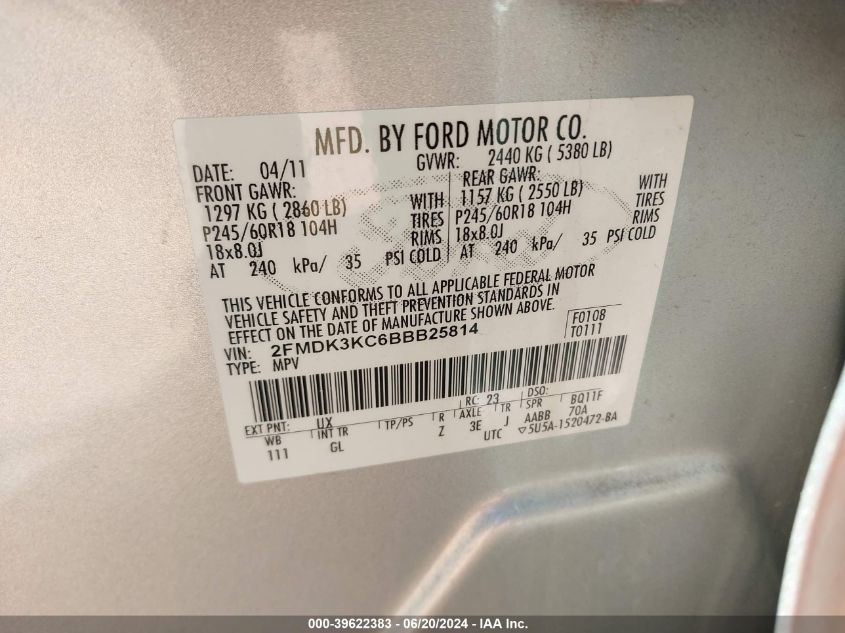 MFD. BY FORD MOTOR CO.
DATE: 04/11 GVWR: 2440 KG ( 5380 LB)
FRONT GAWR: REAR GAWR:
1297 KG ( 2860 LB) WITH 1157 KG ( 2550 LB) WITH
P245/60R18 104H TIRES P245/60R18 104H TIRES
18x8.0J RIMS 18x8.0J RIMS
AT 240 kPa/ 35 PSI COLD AT 240 kPa/ 35 PSI COLD
THIS VEHICLE CONFORMS TO ALL APPLICABLE FEDERAL MOTOR
VEHICLE SAFETY AND THEFT PREVENTION STANDARDS IN
EFFECT ON THE DATE OF MANUFACTURE SHOWN ABOVE.
F0108
VIN: 2FMDK3KC6BBB25814 T0111
TYPE: MPV
EXT PNT: UX RC: 23 DSO: BQ11F
WB INT TR TP/PS R AXLE TR SPR 70A
111 GL Z 3E J AABB
UTC ▽5U5A-1520472-BA
000-39622383 - 06/20/2024 - IAA Inc.